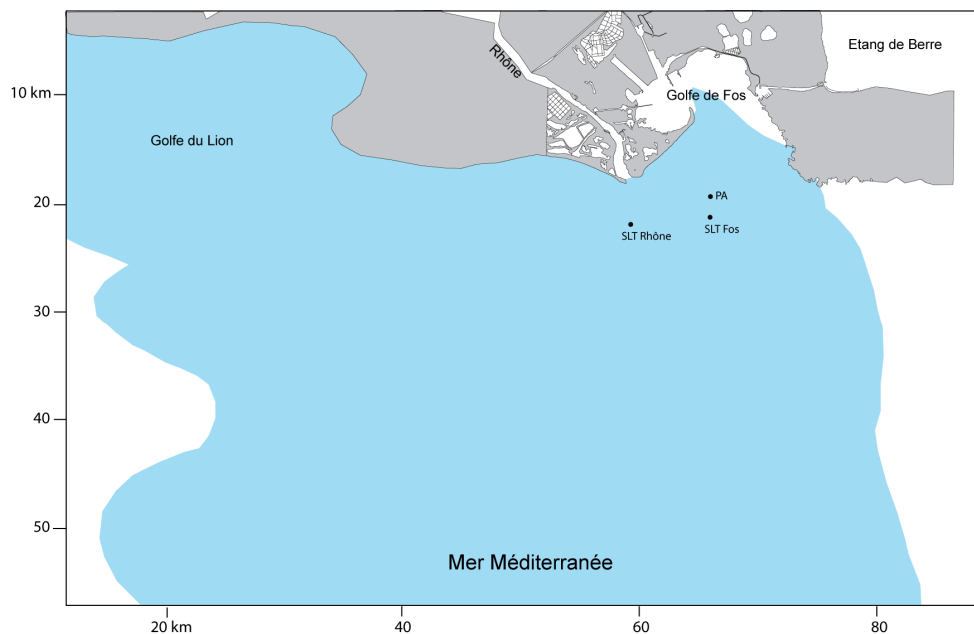 Etang de Berre
Rhône
10 km
Golfe de Fos
Golfe du Lion
20
PA
SLT Rhône
SLT Fos
30
40
50
Mer Méditerranée
20 km
40
60
80